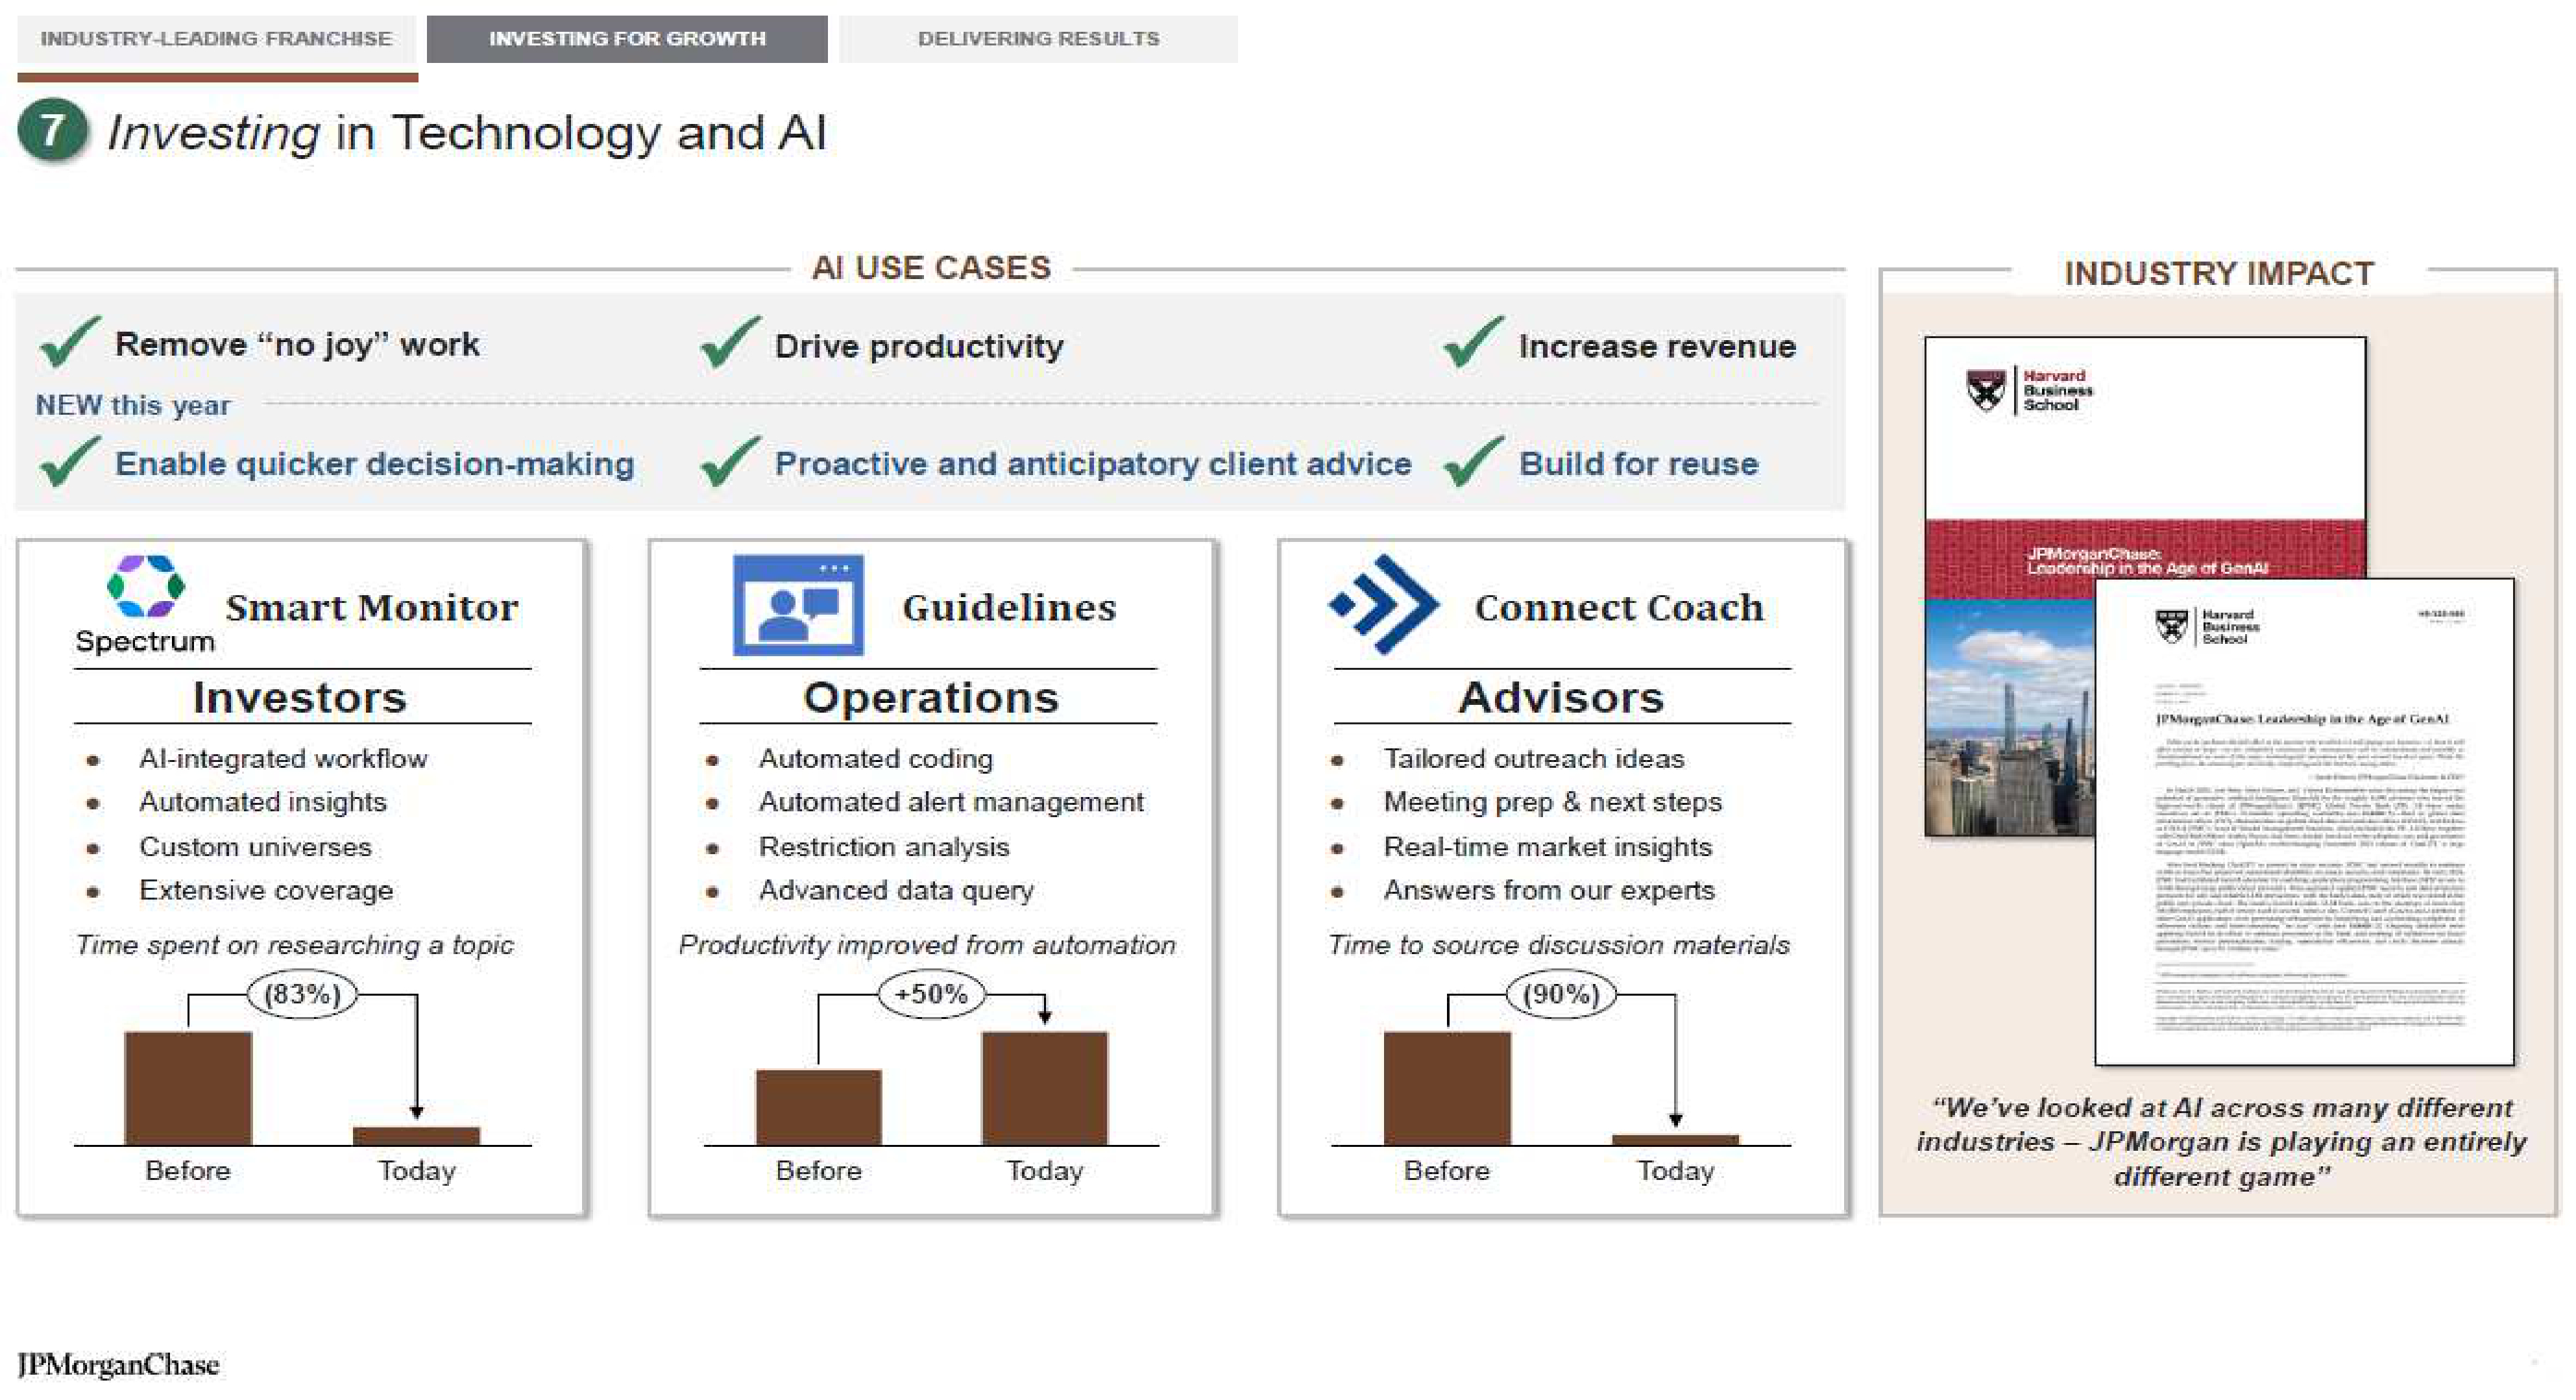 INDUSTRY-LEADING FRANCHISE
INVESTING FOR GROWTH
DELIVERING RESULTS
7
Investing in Technology and AI
AI USE CASES
Remove “no joy” work
Drive productivity
Increase revenue
NEW this year
Enable quicker decision-making
Proactive and anticipatory client advice
Build for reuse
Spectrum
Smart Monitor
Investors
• AI-integrated workflow
• Automated insights
• Custom universes
• Extensive coverage
Time spent on researching a topic
(83%)
Before
Today
Guidelines
Operations
• Automated coding
• Automated alert management
• Restriction analysis
• Advanced data query
Productivity improved from automation
+50%
Before
Today
Connect Coach
Advisors
• Tailored outreach ideas
• Meeting prep & next steps
• Real-time market insights
• Answers from our experts
Time to source discussion materials
(90%)
Before
Today
INDUSTRY IMPACT
Harvard
Business
School
JPMorganChase:
Leadership in the Age of GenAI
Harvard
Business
School
JPMorganChase: Leadership in the Age of GenAI
“We’ve looked at AI across many different
industries – JPMorgan is playing an entirely
different game”
JPMorganChase